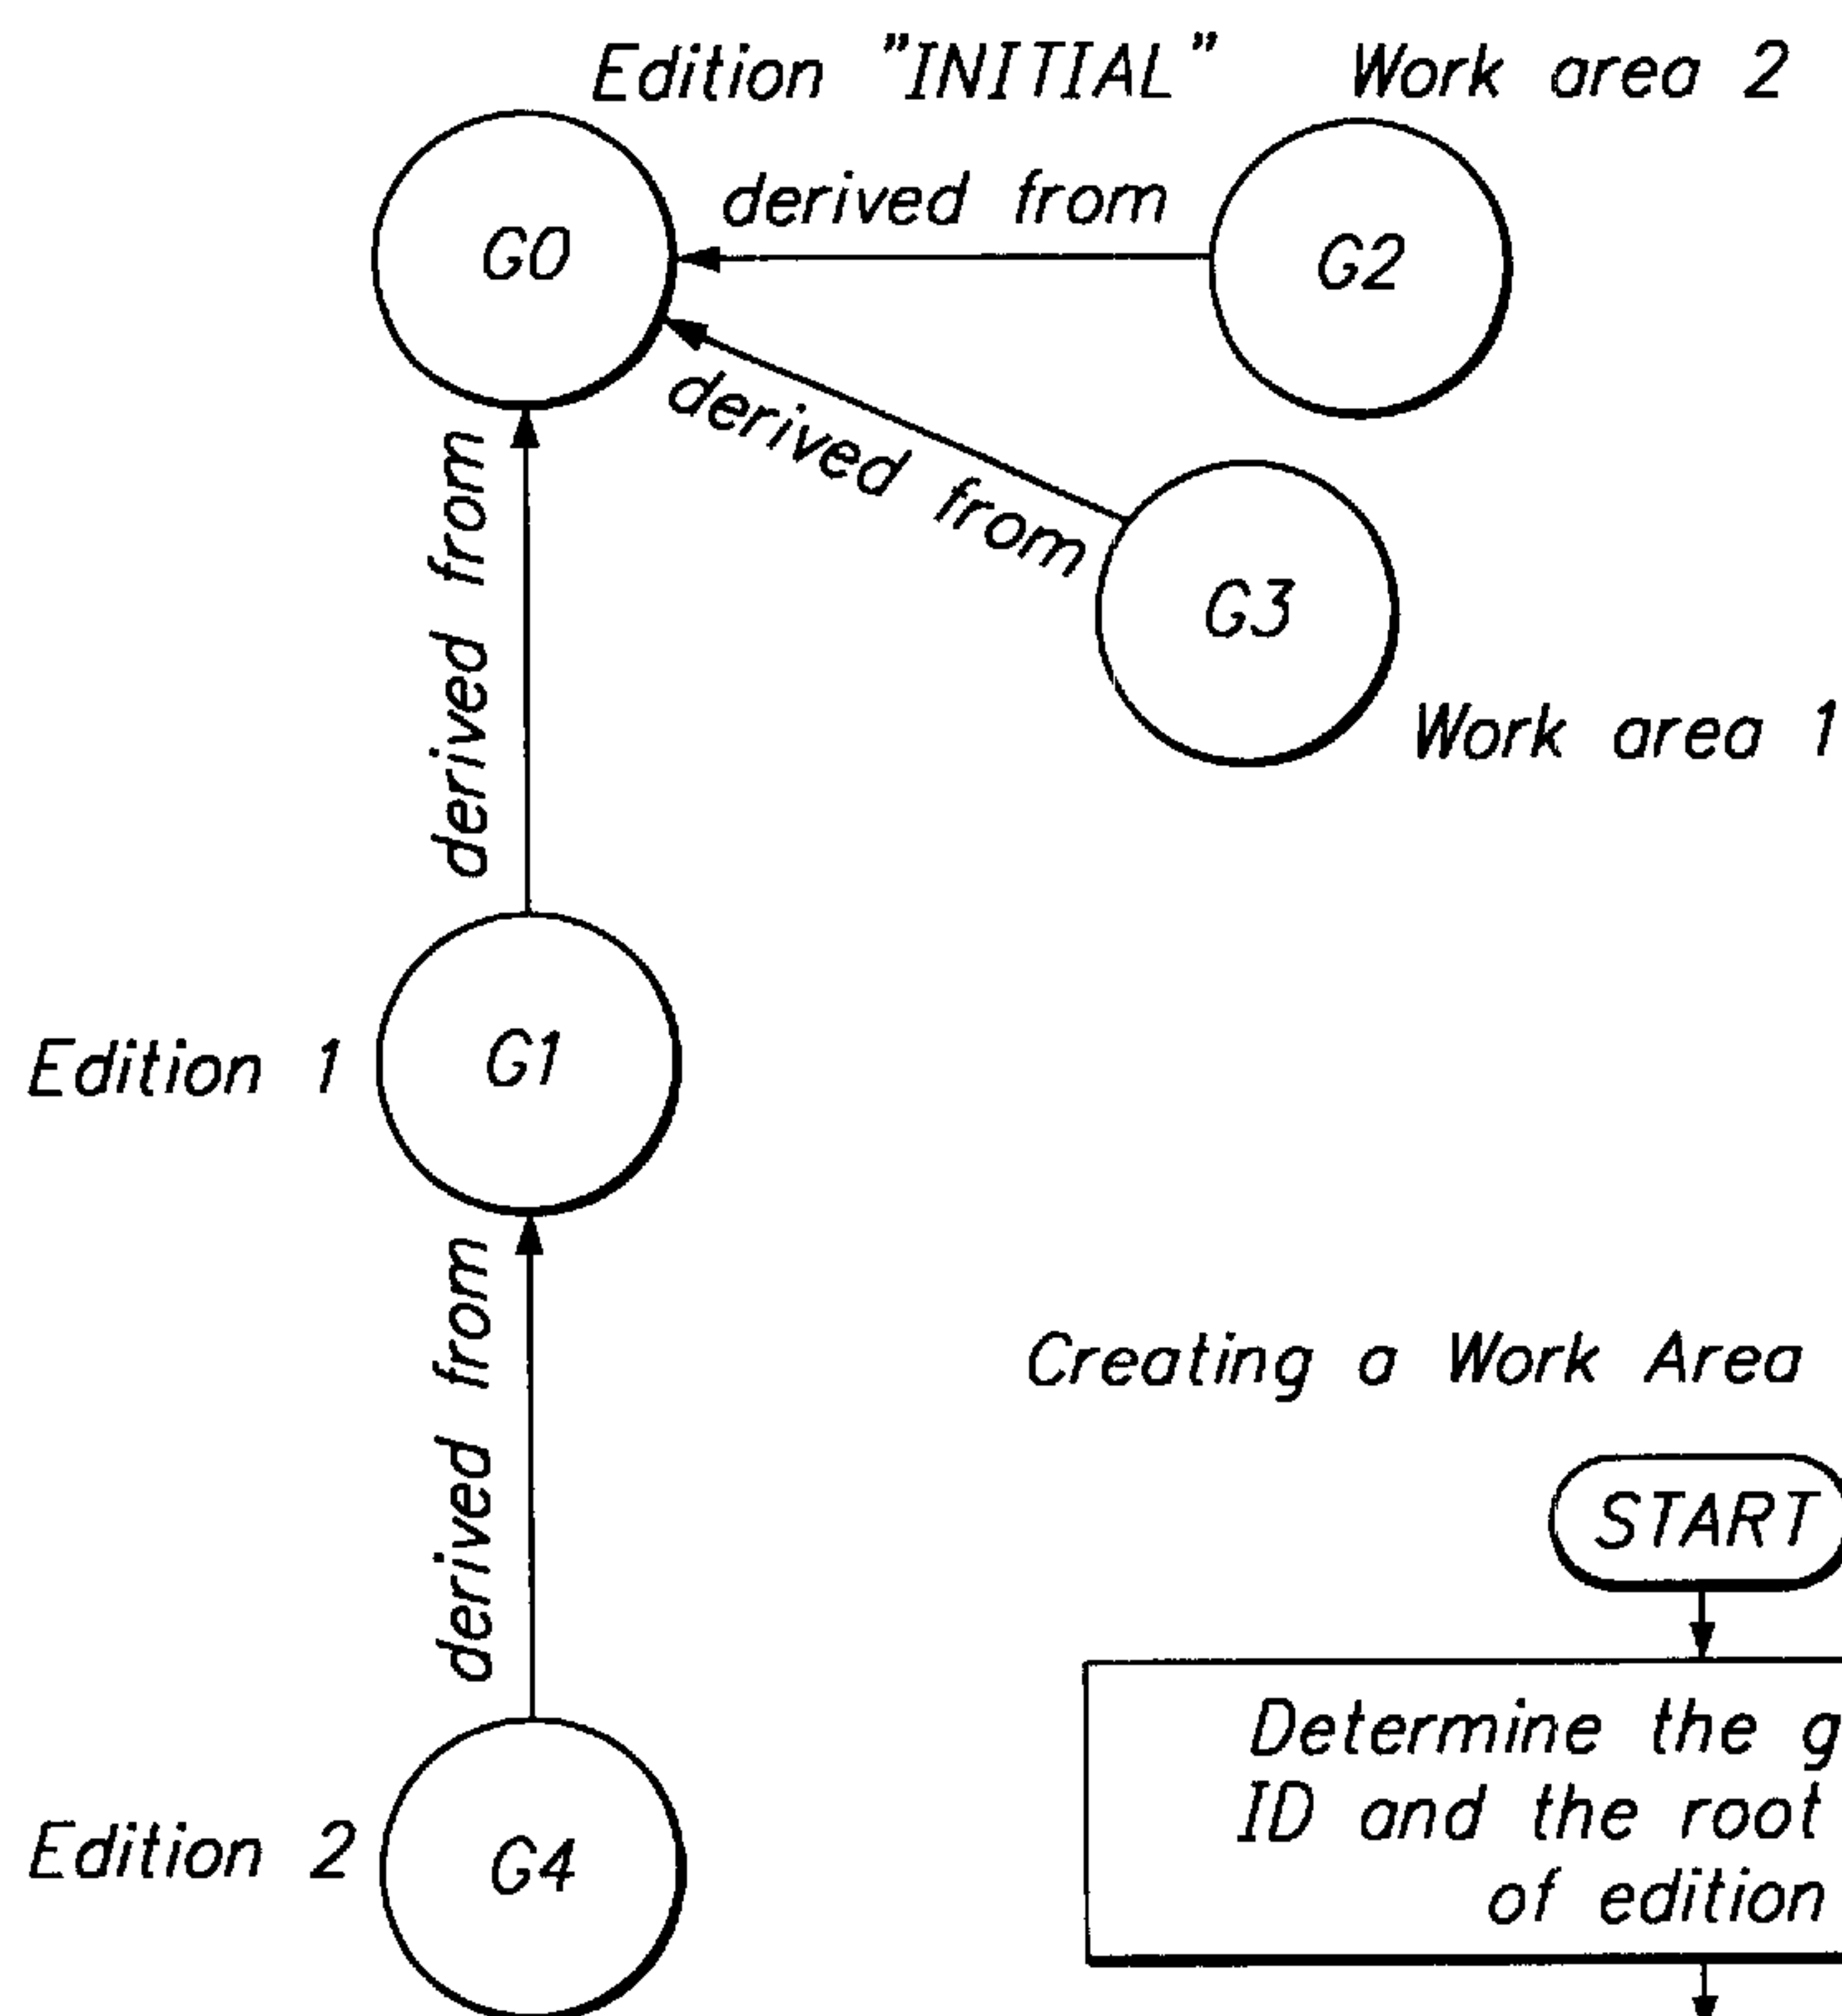 Edition "INITIAL"
Work area 2
derived from
G0
G2
derived from
derived from
G3
Work area 1
Edition 1
G1
derived from
Creating a Work Area
START
Determine the
ID and the root
of edition
Edition 2
G4